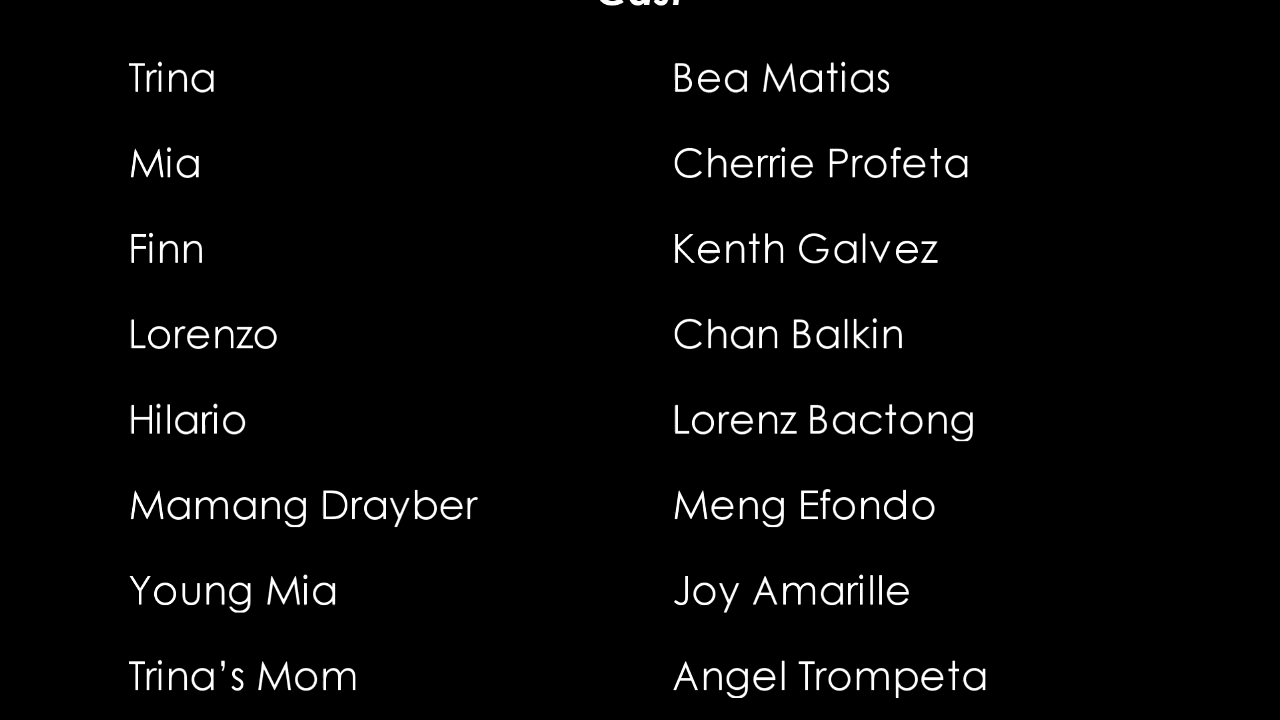 Cast
Trina Bea Matias
Mia Cherrie Profeta
Finn Kenth Galvez
Lorenzo Chan Balkin
Hilario Lorenz Bactong
Mamang Drayber Meng Efondo
Young Mia Joy Amarille
Trina's Mom Angel Trompeta